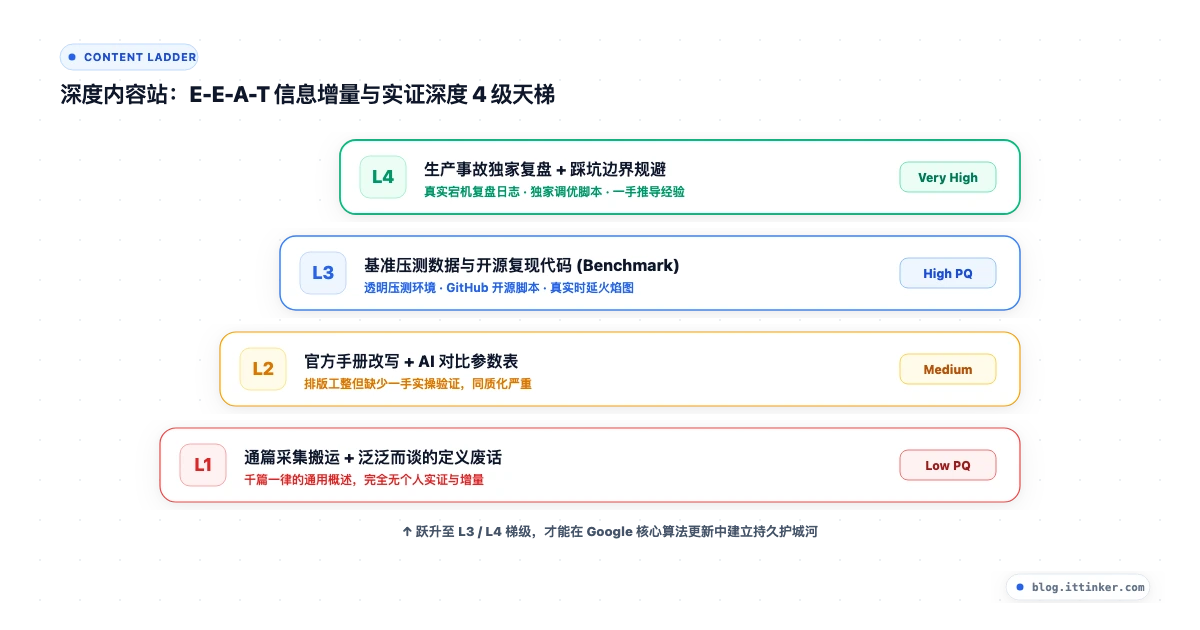 CONTENT LADDER
深度内容站：E-E-A-T 信息增量与实证深度 4 级天梯
L4
生产事故独家复盘 + 踩坑边界规避
真实宕机复盘日志 · 独家调优脚本 · 一手推导经验
Very High
L3
基准压测数据与开源复现代码 (Benchmark)
透明压测环境 · GitHub 开源脚本 · 真实时延火焰图
High PQ
L2
官方手册改写 + AI 对比参数表
排版工整但缺少一手实操验证，同质化严重
Medium
L1
通篇采集搬运 + 泛泛而谈的定义废话
千篇一律的通用概述，完全无个人实证与增量
Low PQ
↑ 跃升至 L3 / L4 梯级，才能在 Google 核心算法更新中建立持久护城河
blog.ittinker.com